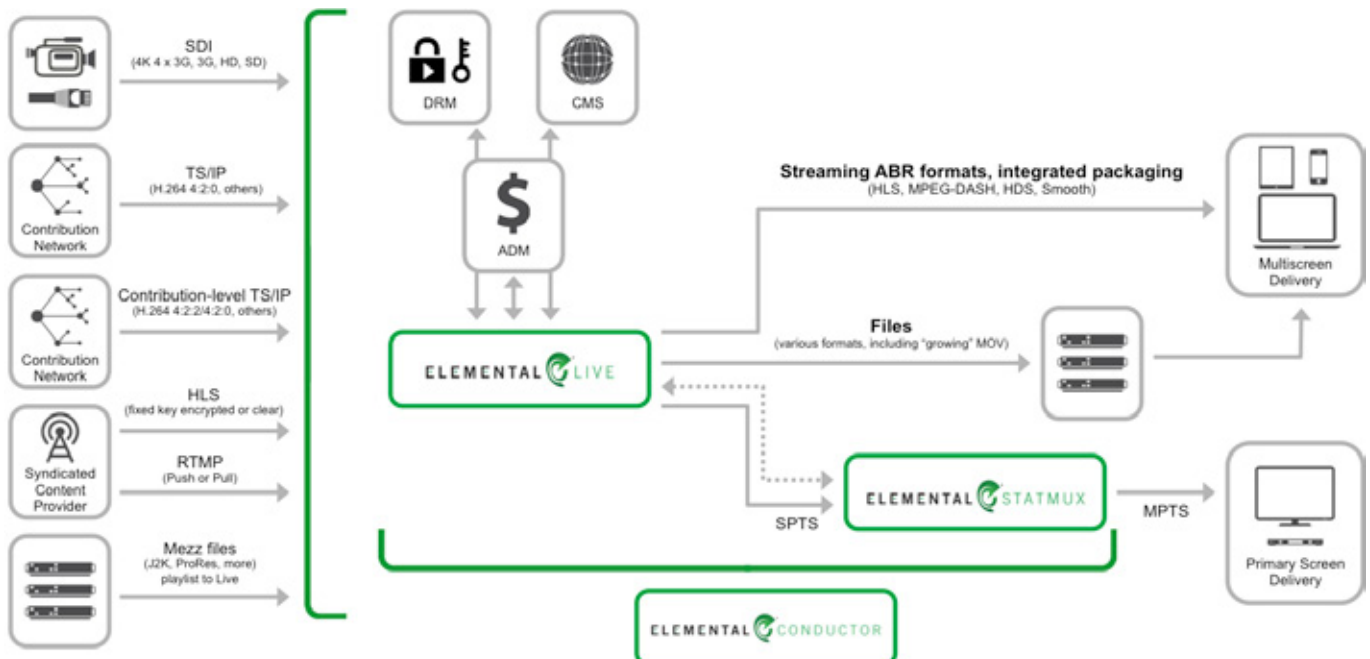 SDI
(4K 4 x 3G, 3G, HD, SD)
TS/IP
(H.264 4:2:0, others)
Contribution
Network
Contribution-level TS/IP
(H.264 4:2:2/4:2:0, others)
Contribution
Network
HLS
(fixed key encrypted or clear)
RTMP
(Push or Pull)
Syndicated
Content
Provider
Mezz files
(J2K, ProRes, more)
playlist to Live
DRM
CMS
$
ADM
ELEMENTAL LIVE
Streaming ABR formats, integrated packaging
(HLS, MPEG-DASH, HDS, Smooth)
Files
(various formats, including “growing” MOV)
Multiscreen
Delivery
SPTS
ELEMENTAL STATMUX
MPTS
Primary Screen
Delivery
ELEMENTAL CONDUCTOR